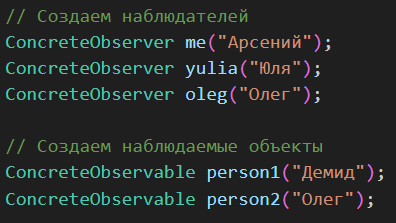 // Создаем наблюдателей
ConcreteObserver me("Арсений");
ConcreteObserver yulia("Юля");
ConcreteObserver oleg("Олег");
// Создаем наблюдаемые объекты
ConcreteObservable person1("Демид");
ConcreteObservable person2("Олег");